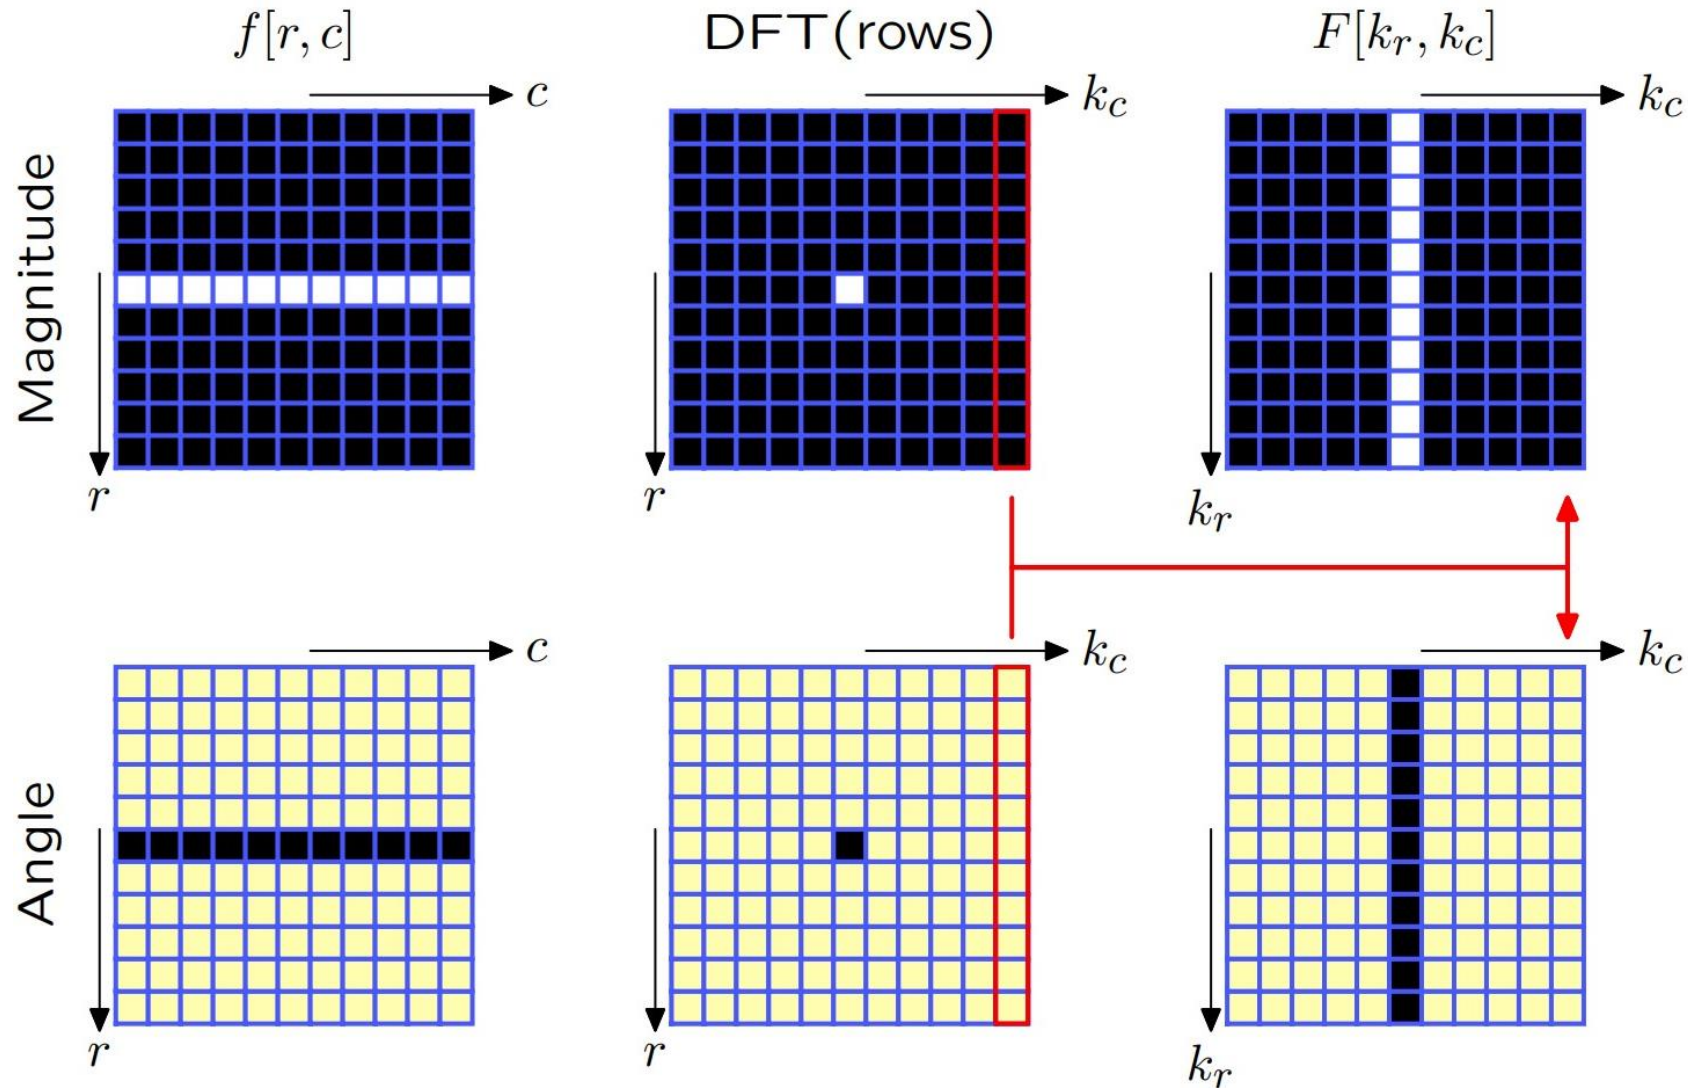 f[r, c]
DFT(rows)
F[k_r, k_c]
c
k_c
k_c
Magnitude
r
r
k_r
c
k_c
k_c
Angle
r
r
k_r